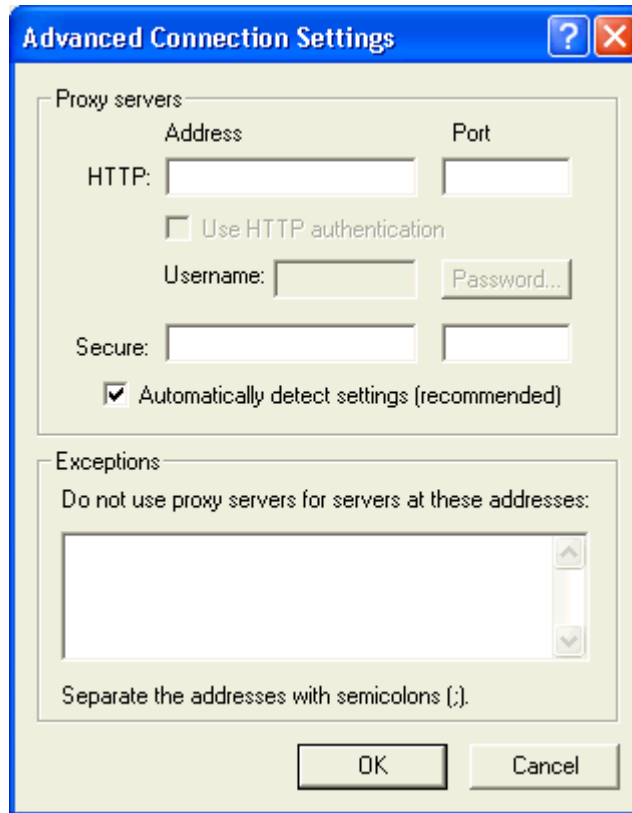 Advanced Connection Settings
Proxy servers
Address Port
HTTP:
Use HTTP authentication
Username: Password...
Secure:
Automatically detect settings (recommended)
Exceptions
Do not use proxy servers for servers at these addresses:
Separate the addresses with semicolons (;).
OK Cancel